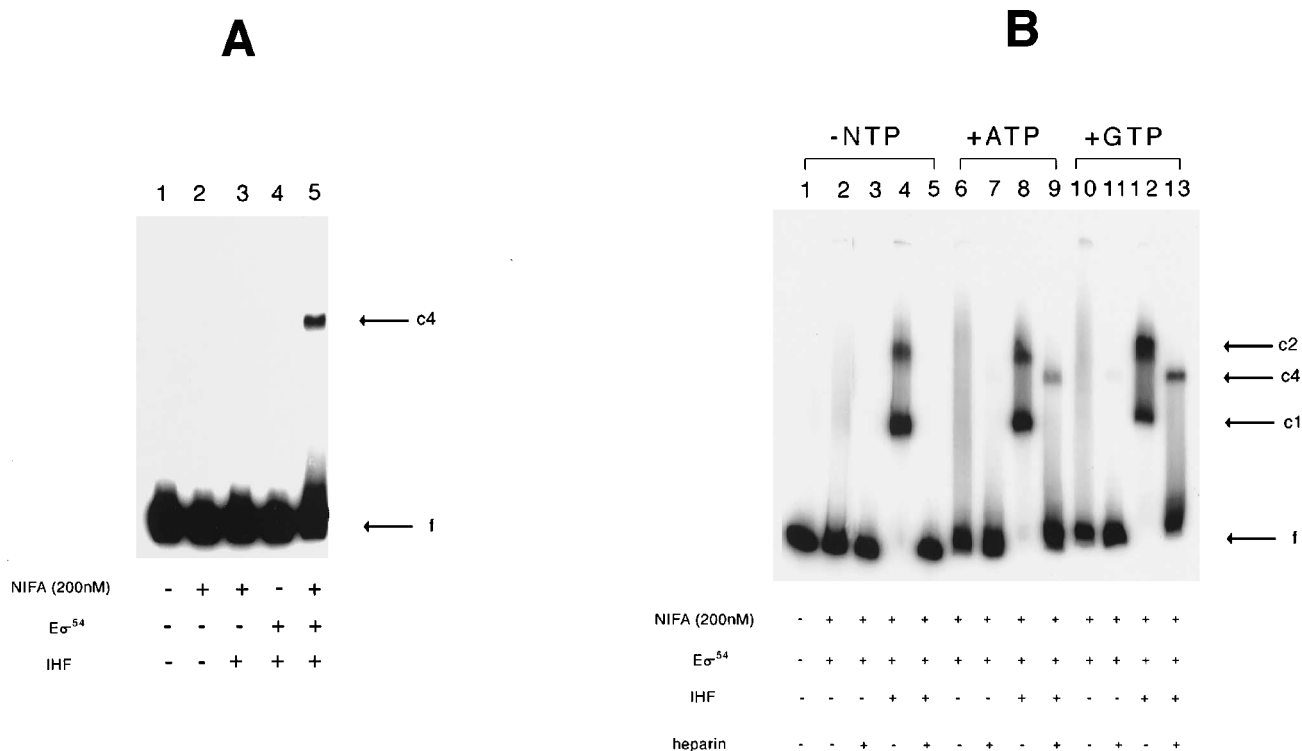 A
B
-NTP +ATP +GTP
1 2 3 4 5
1 2 3 4 5 6 7 8 9 10 11 12 13
c4
f
c2
c4
c1
f
NIFA (200nM) - + + - +
Eσ⁵⁴ - - - + +
IHF - - + + +
NIFA (200nM) - + + + + + + + + + + + +
Eσ⁵⁴ - + + + + + + + + + + + +
IHF - - - + + - - + + - - + +
heparin - - + - + - + - + - + - +